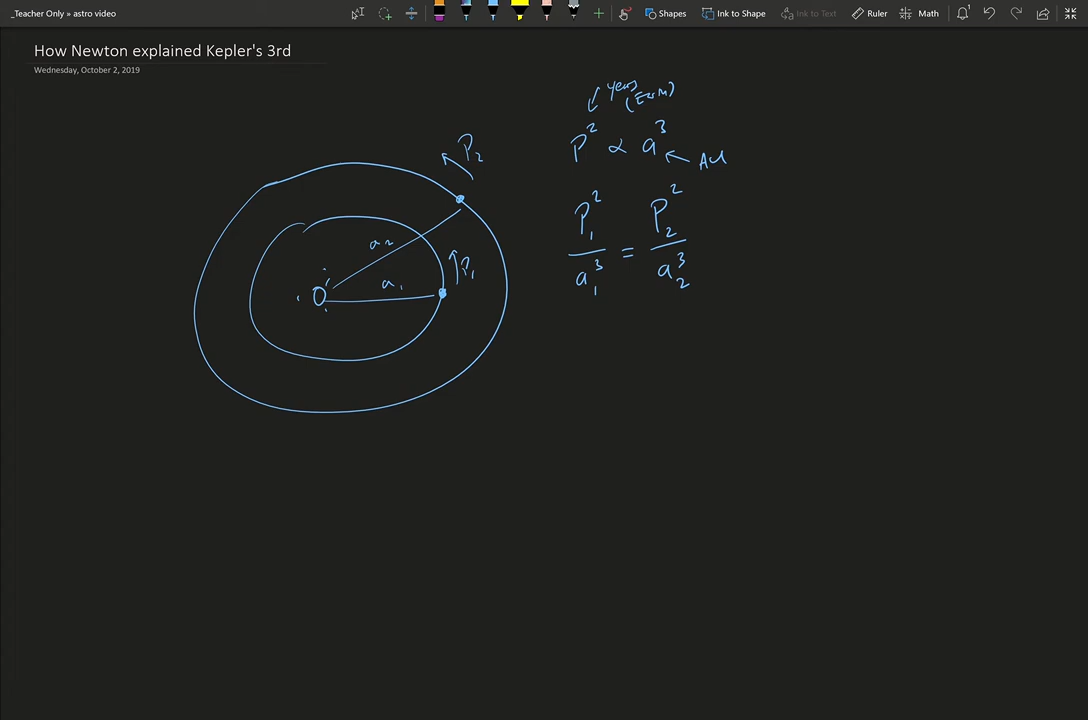 _Teacher Only » astro video
Shapes
Ink to Shape
Ink to Text
Ruler
Math
1
How Newton explained Kepler's 3rd
Wednesday, October 2, 2019
years
(Earth)
P² ∝ a³
AU
P₁² / a₁³ = P₂² / a₂³
P₂
a₂
P₁
a₁